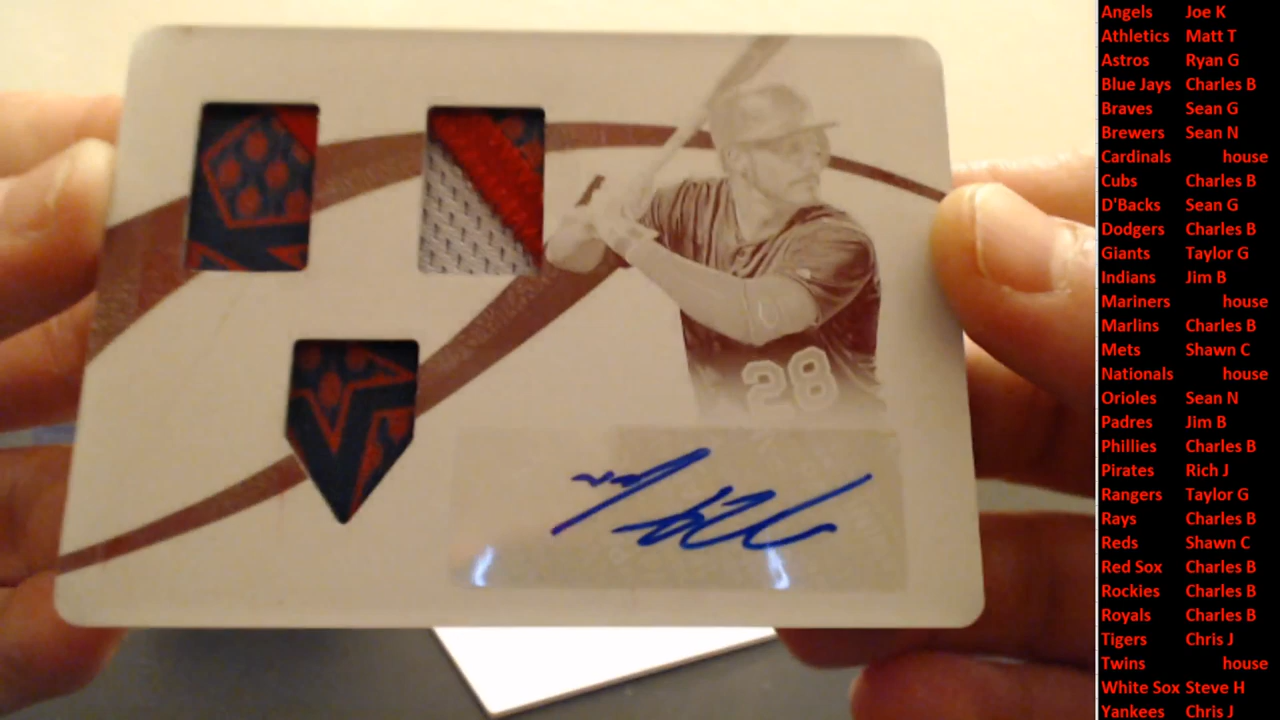 28
Angels Joe K
Athletics Matt T
Astros Ryan G
Blue Jays Charles B
Braves Sean G
Brewers Sean N
Cardinals house
Cubs Charles B
D'Backs Sean G
Dodgers Charles B
Giants Taylor G
Indians Jim B
Mariners house
Marlins Charles B
Mets Shawn C
Nationals house
Orioles Sean N
Padres Jim B
Phillies Charles B
Pirates Rich J
Rangers Taylor G
Rays Charles B
Reds Shawn C
Red Sox Charles B
Rockies Charles B
Royals Charles B
Tigers Chris J
Twins house
White Sox Steve H
Yankees Chris J